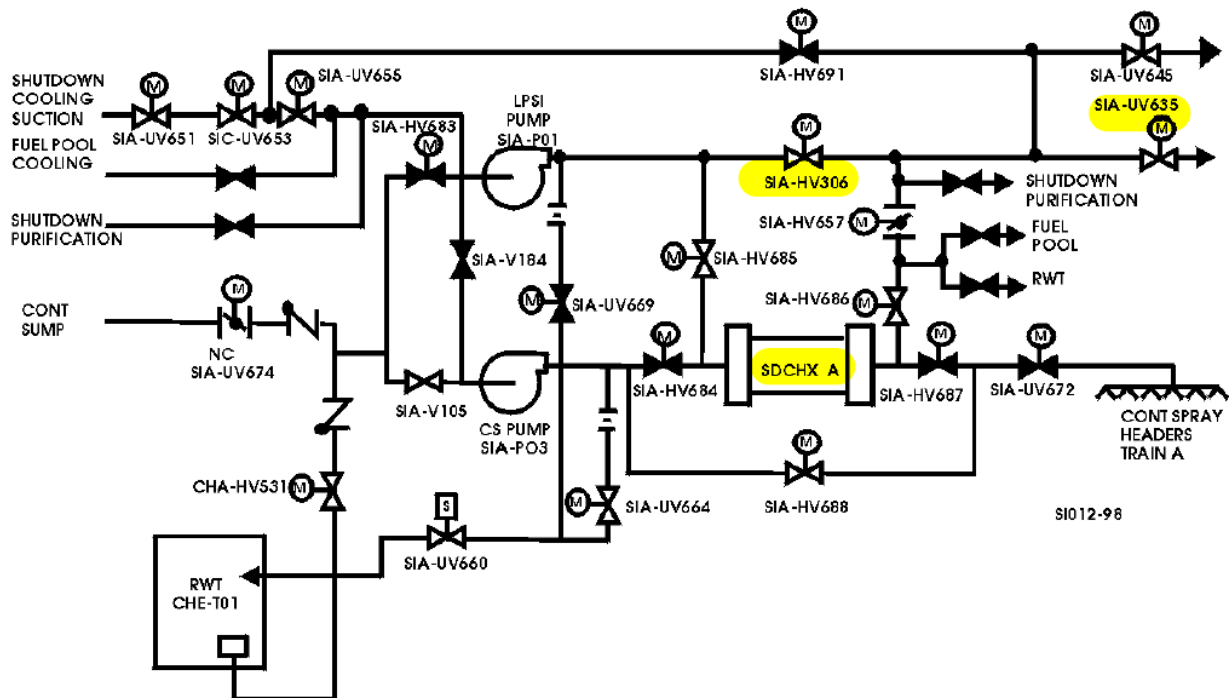 M
M
SIA-HV691
SIA-UV645
SHUTDOWN
COOLING
SUCTION
M
M
M
SIA-UV655
SIA-UV651
SIC-UV653
SIA-HV683
M
LPSI
PUMP
SIA-P01
M
SIA-HV306
SIA-UV635
M
FUEL POOL
COOLING
SHUTDOWN
PURIFICATION
SHUTDOWN
PURIFICATION
SIA-HV657
M
FUEL
POOL
RWT
SIA-V184
M
SIA-HV685
M
SIA-UV669
SIA-HV686
M
CONT
SUMP
M
NC
SIA-UV674
SIA-V105
CS PUMP
SIA-PO3
M
SIA-HV684
SDCHX A
M
SIA-HV687
M
SIA-UV672
CONT SPRAY
HEADERS
TRAIN A
CHA-HV531
M
S
SIA-UV660
M
SIA-UV664
M
SIA-HV688
SI012-98
RWT
CHE-T01